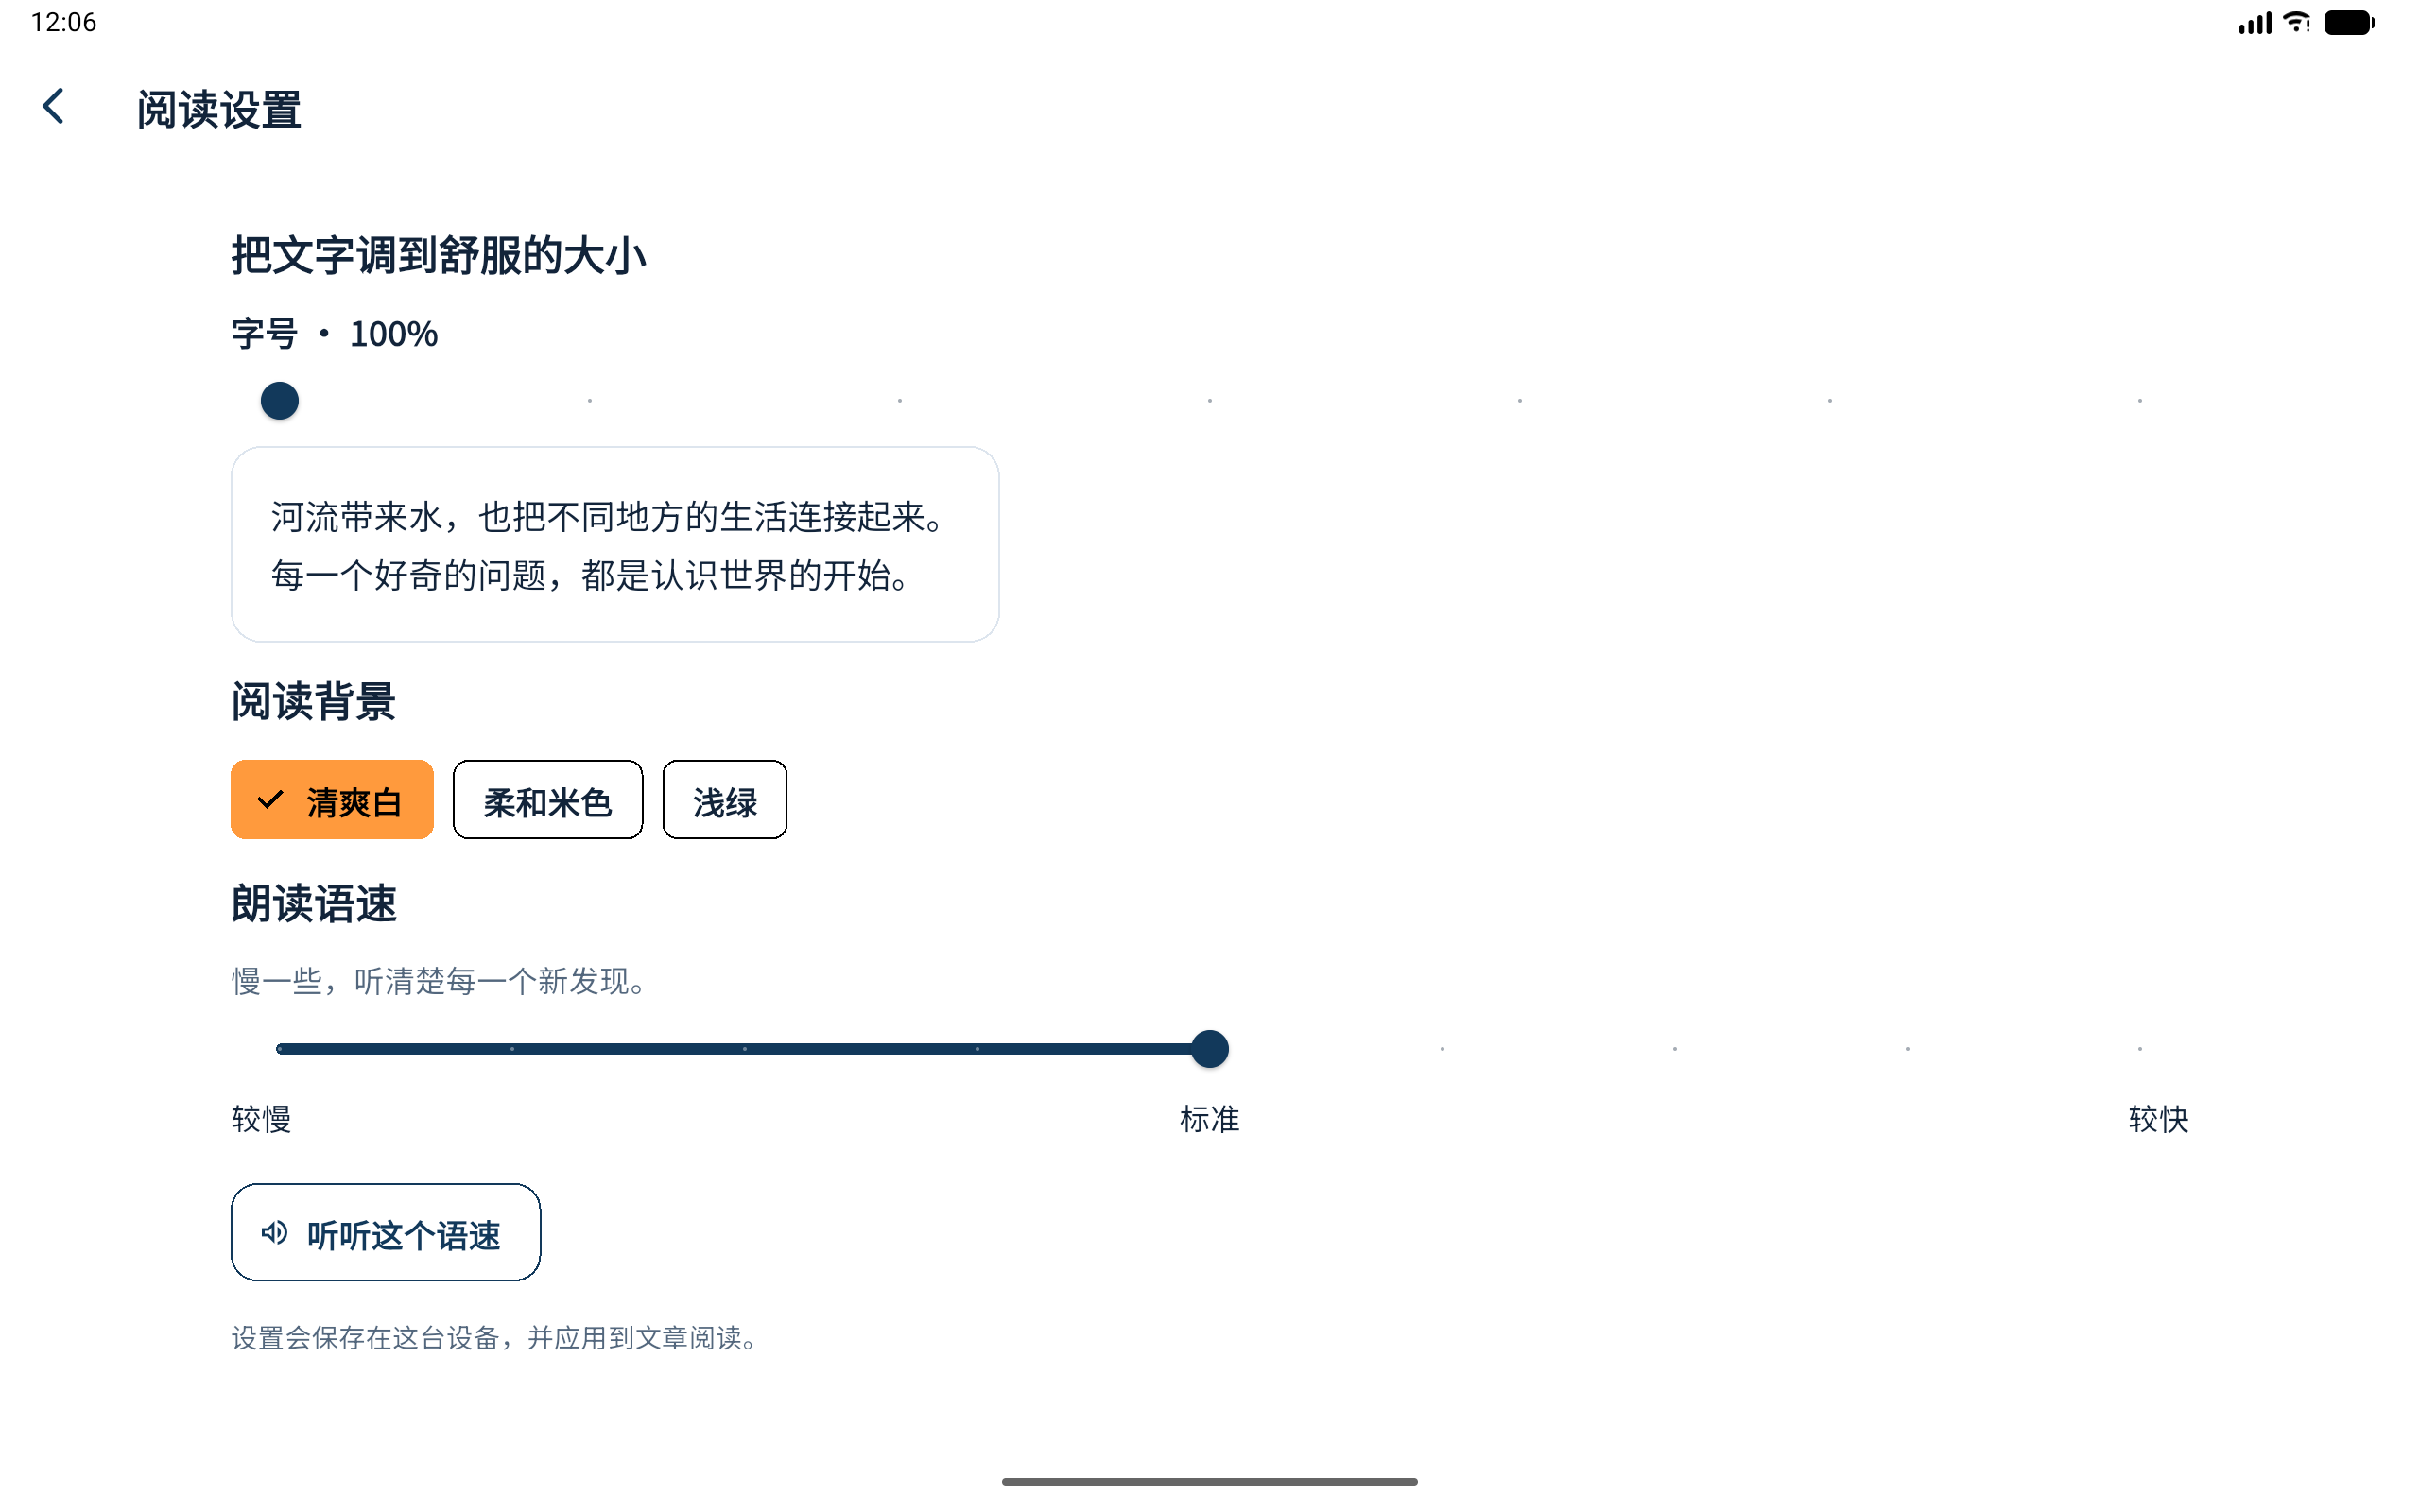 12:06
阅读设置
把文字调到舒服的大小
字号 · 100%
河流带来水，也把不同地方的生活连接起来。
每一个好奇的问题，都是认识世界的开始。
阅读背景
清爽白
柔和米色
浅绿
朗读语速
慢一些，听清楚每一个新发现。
较慢
标准
较快
听听这个语速
设置会保存在这台设备，并应用到文章阅读。